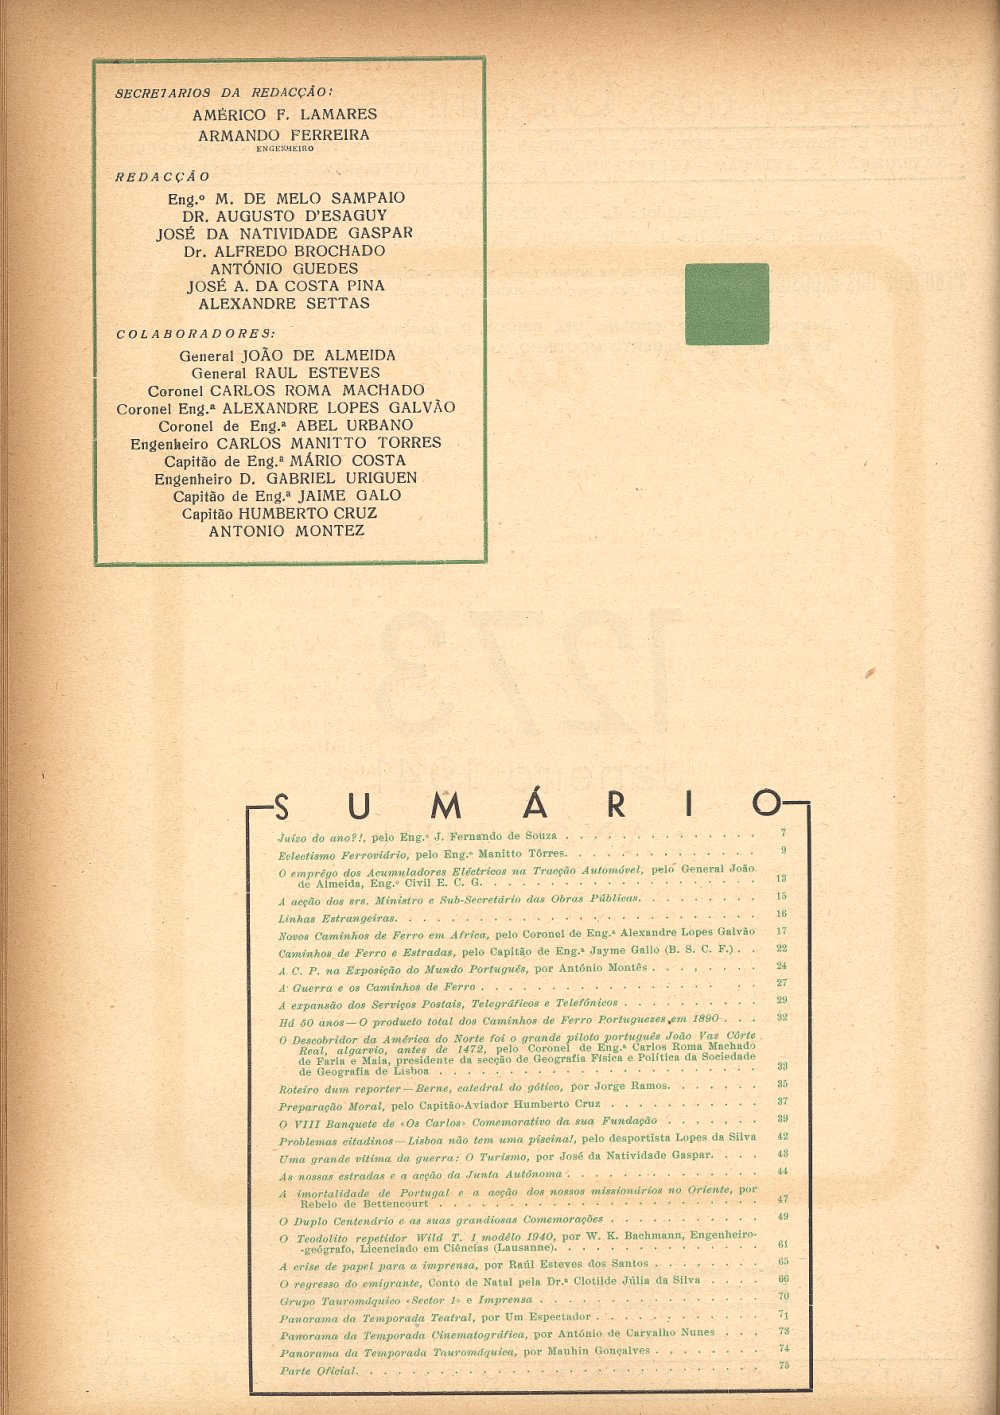 SECRETARIOS DA REDACÇÃO:
AMÉRICO F. LAMARES
ARMANDO FERREIRA
ENGENHEIRO
REDACÇÃO
Eng.º M. DE MELO SAMPAIO
DR. AUGUSTO D'ESAGUY
JOSÉ DA NATIVIDADE GASPAR
Dr. ALFREDO BROCHADO
ANTÓNIO GUEDES
JOSÉ A. DA COSTA PINA
ALEXANDRE SETTAS
COLABORADORES:
General JOÃO DE ALMEIDA
General RAUL ESTEVES
Coronel CARLOS ROMA MACHADO
Coronel Eng.ª ALEXANDRE LOPES GALVÃO
Coronel de Eng.ª ABEL URBANO
Engenheiro CARLOS MANITTO TORRES
Capitão de Eng.ª MÁRIO COSTA
Engenheiro D. GABRIEL URIGUEN
Capitão de Eng.ª JAIME GALO
Capitão HUMBERTO CRUZ
ANTONIO MONTEZ
1273
Janeiro 1941
SUMÁRIO
Juízo do ano?!, pelo Eng.º J. Fernando de Souza . . . . . . . . . . . . . . 7
Eclectismo Ferroviário, pelo Eng.º Manitto Tôrres. . . . . . . . . . . . . . 9
O emprêgo dos Acumuladores Eléctricos na Tracção Automóvel, pelo General João
de Almeida, Eng.º Civil E. C. G. . . . . . . . . . . . . . . . . . . . 13
A acção dos srs. Ministro e Sub-Secretário das Obras Públicas. . . . . . . . . 15
Linhas Estrangeiras. . . . . . . . . . . . . . . . . . . . . . . . . . 16
Novos Caminhos de Ferro em Africa, pelo Coronel de Eng.ª Alexandre Lopes Galvão 17
Caminhos de Ferro e Estradas, pelo Capitão de Eng.ª Jayme Gallo (B. S. C. F.) . . 22
A C. P. na Exposição do Mundo Português, por António Montês . . . . . . . . 24
A Guerra e os Caminhos de Ferro . . . . . . . . . . . . . . . . . . . . 27
A expansão dos Serviços Postais, Telegráficos e Telefónicos . . . . . . . . . . 29
Há 50 anos — O producto total dos Caminhos de Ferro Portuguezes em 1890 . . . 32
O Descobridor da América do Norte foi o grande piloto português João Vaz Côrte
Real, algarvio, antes de 1472, pelo Coronel de Eng.ª Carlos Roma Machado
de Faria e Maia, presidente da secção de Geografia Física e Política da Sociedade
de Geografia de Lisboa . . . . . . . . . . . . . . . . . . . . . . . 33
Roteiro dum reporter — Berne, catedral do gótico, por Jorge Ramos. . . . . . . 35
Preparação Moral, pelo Capitão-Aviador Humberto Cruz . . . . . . . . . . . 37
O VIII Banquete de «Os Carlos» Comemorativo da sua Fundação . . . . . . . 39
Problemas citadinos — Lisboa não tem uma piscina!, pelo desportista Lopes da Silva 42
Uma grande vítima da guerra: O Turismo, por José da Natividade Gaspar. . . . 43
As nossas estradas e a acção da Junta Autónoma . . . . . . . . . . . . . . 44
A imortalidade de Portugal e a acção dos nossos missionários no Oriente, por
Rebelo de Bettencourt . . . . . . . . . . . . . . . . . . . . . . . 47
O Duplo Centenário e as suas grandiosas Comemorações . . . . . . . . . . . 49
O Teodolito repetidor Wild T. 1 modêlo 1940, por W. K. Bachmann, Engenheiro-
-geógrafo, Licenciado em Ciências (Lausanne). . . . . . . . . . . . . . . 61
A crise de papel para a imprensa, por Raúl Esteves dos Santos . . . . . . . . 65
O regresso do emigrante, Conto de Natal pela Dr.ª Clotilde Júlia da Silva . . . . 66
Grupo Tauromáquico «Sector 1» e Imprensa . . . . . . . . . . . . . . . . 70
Panorama da Temporada Teatral, por Um Espectador . . . . . . . . . . . . 71
Panorama da Temporada Cinematográfica, por António de Carvalho Nunes . . . 73
Panorama da Temporada Tauromáquica, por Mauhin Gonçalves . . . . . . . . 74
Parte Oficial. . . . . . . . . . . . . . . . . . . . . . . . . . . . . 75